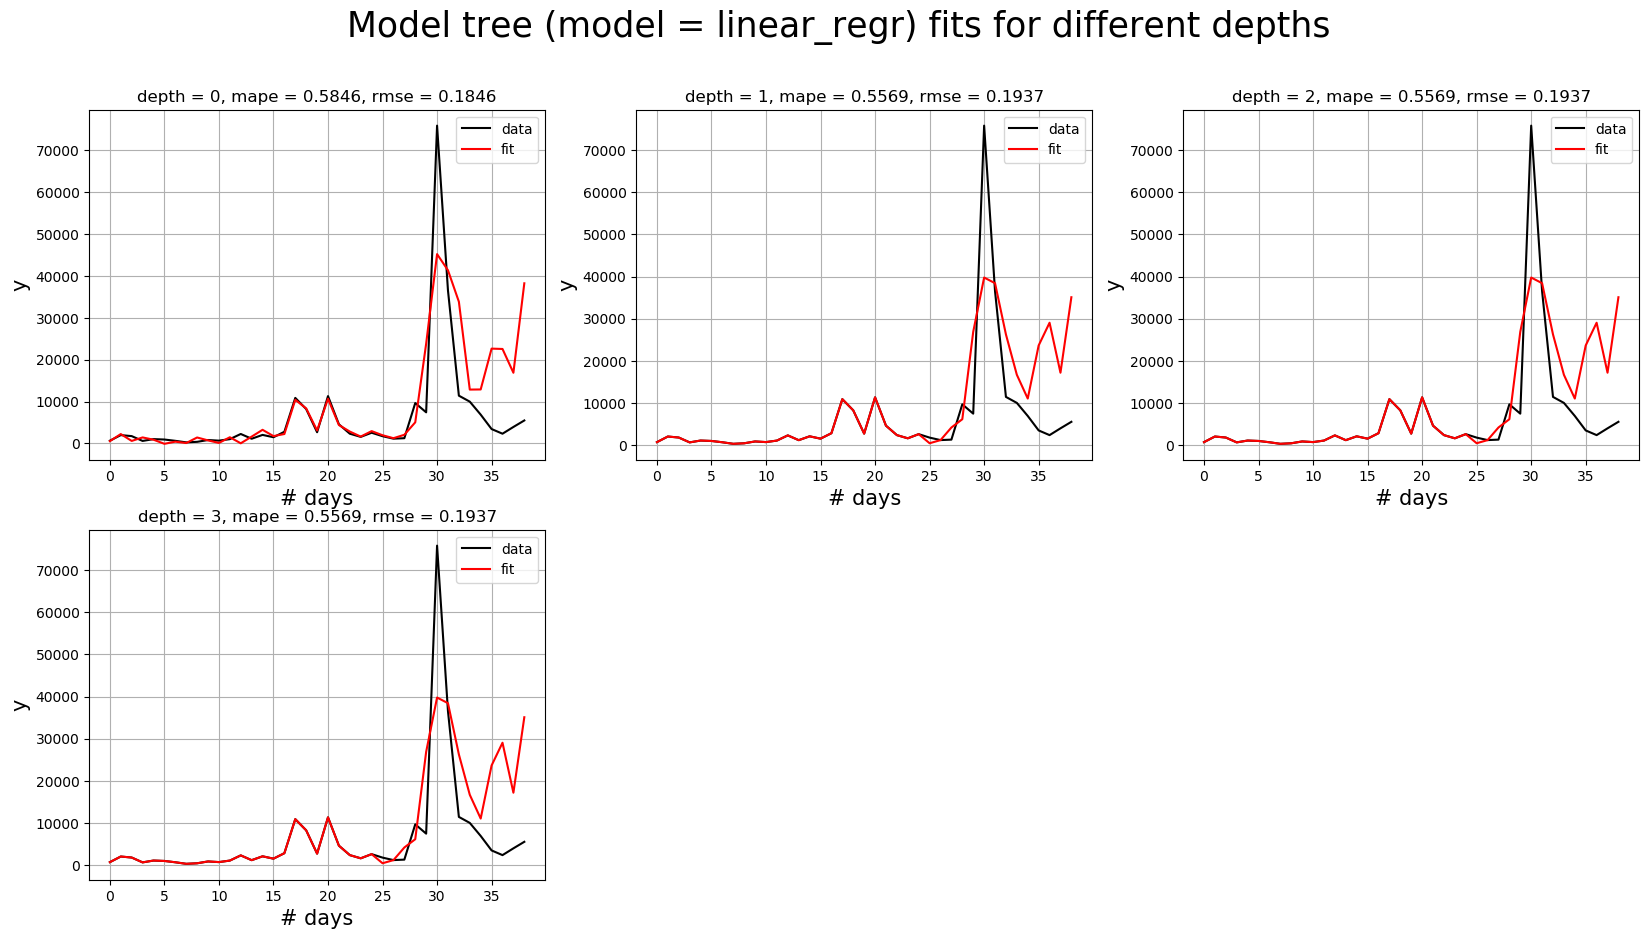 Model tree (model = linear_regr) fits for different depths
depth = 0, mape = 0.5846, rmse = 0.1846
data
fit
70000
60000
50000
40000
30000
20000
10000
0
y
0 5 10 15 20 25 30 35
# days
depth = 1, mape = 0.5569, rmse = 0.1937
data
fit
70000
60000
50000
40000
30000
20000
10000
0
y
0 5 10 15 20 25 30 35
# days
depth = 2, mape = 0.5569, rmse = 0.1937
data
fit
70000
60000
50000
40000
30000
20000
10000
0
y
0 5 10 15 20 25 30 35
# days
depth = 3, mape = 0.5569, rmse = 0.1937
data
fit
70000
60000
50000
40000
30000
20000
10000
0
y
0 5 10 15 20 25 30 35
# days